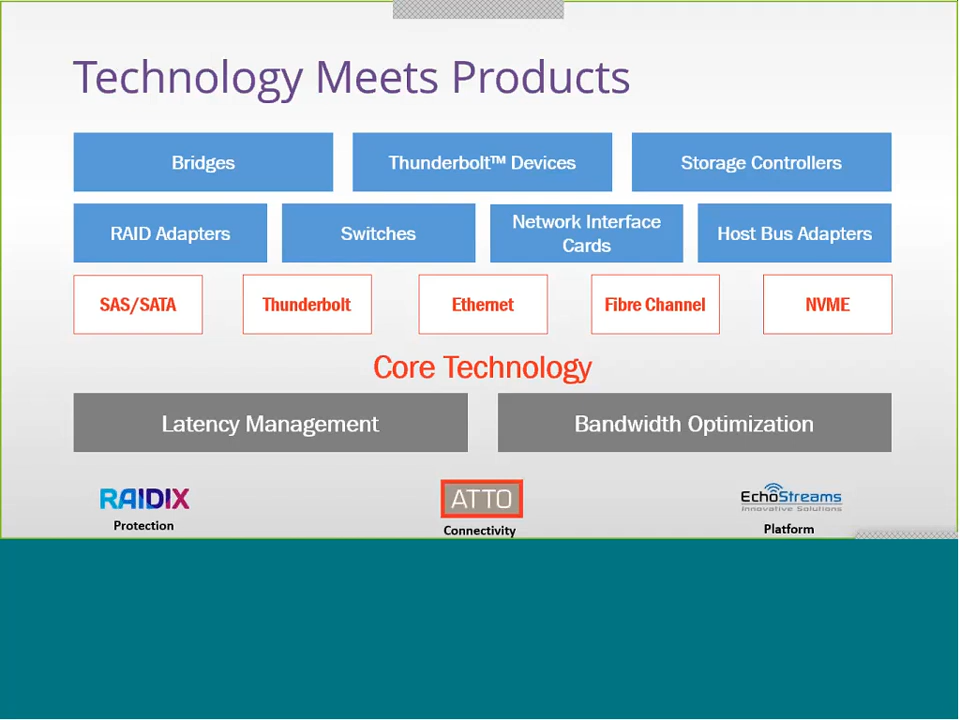 Technology Meets Products
Bridges
Thunderbolt™ Devices
Storage Controllers
RAID Adapters
Switches
Network Interface
Cards
Host Bus Adapters
SAS/SATA
Thunderbolt
Ethernet
Fibre Channel
NVME
Core Technology
Latency Management
Bandwidth Optimization
RAIDIX
Protection
ATTO
Connectivity
EchoStreams
Innovative Solutions
Platform